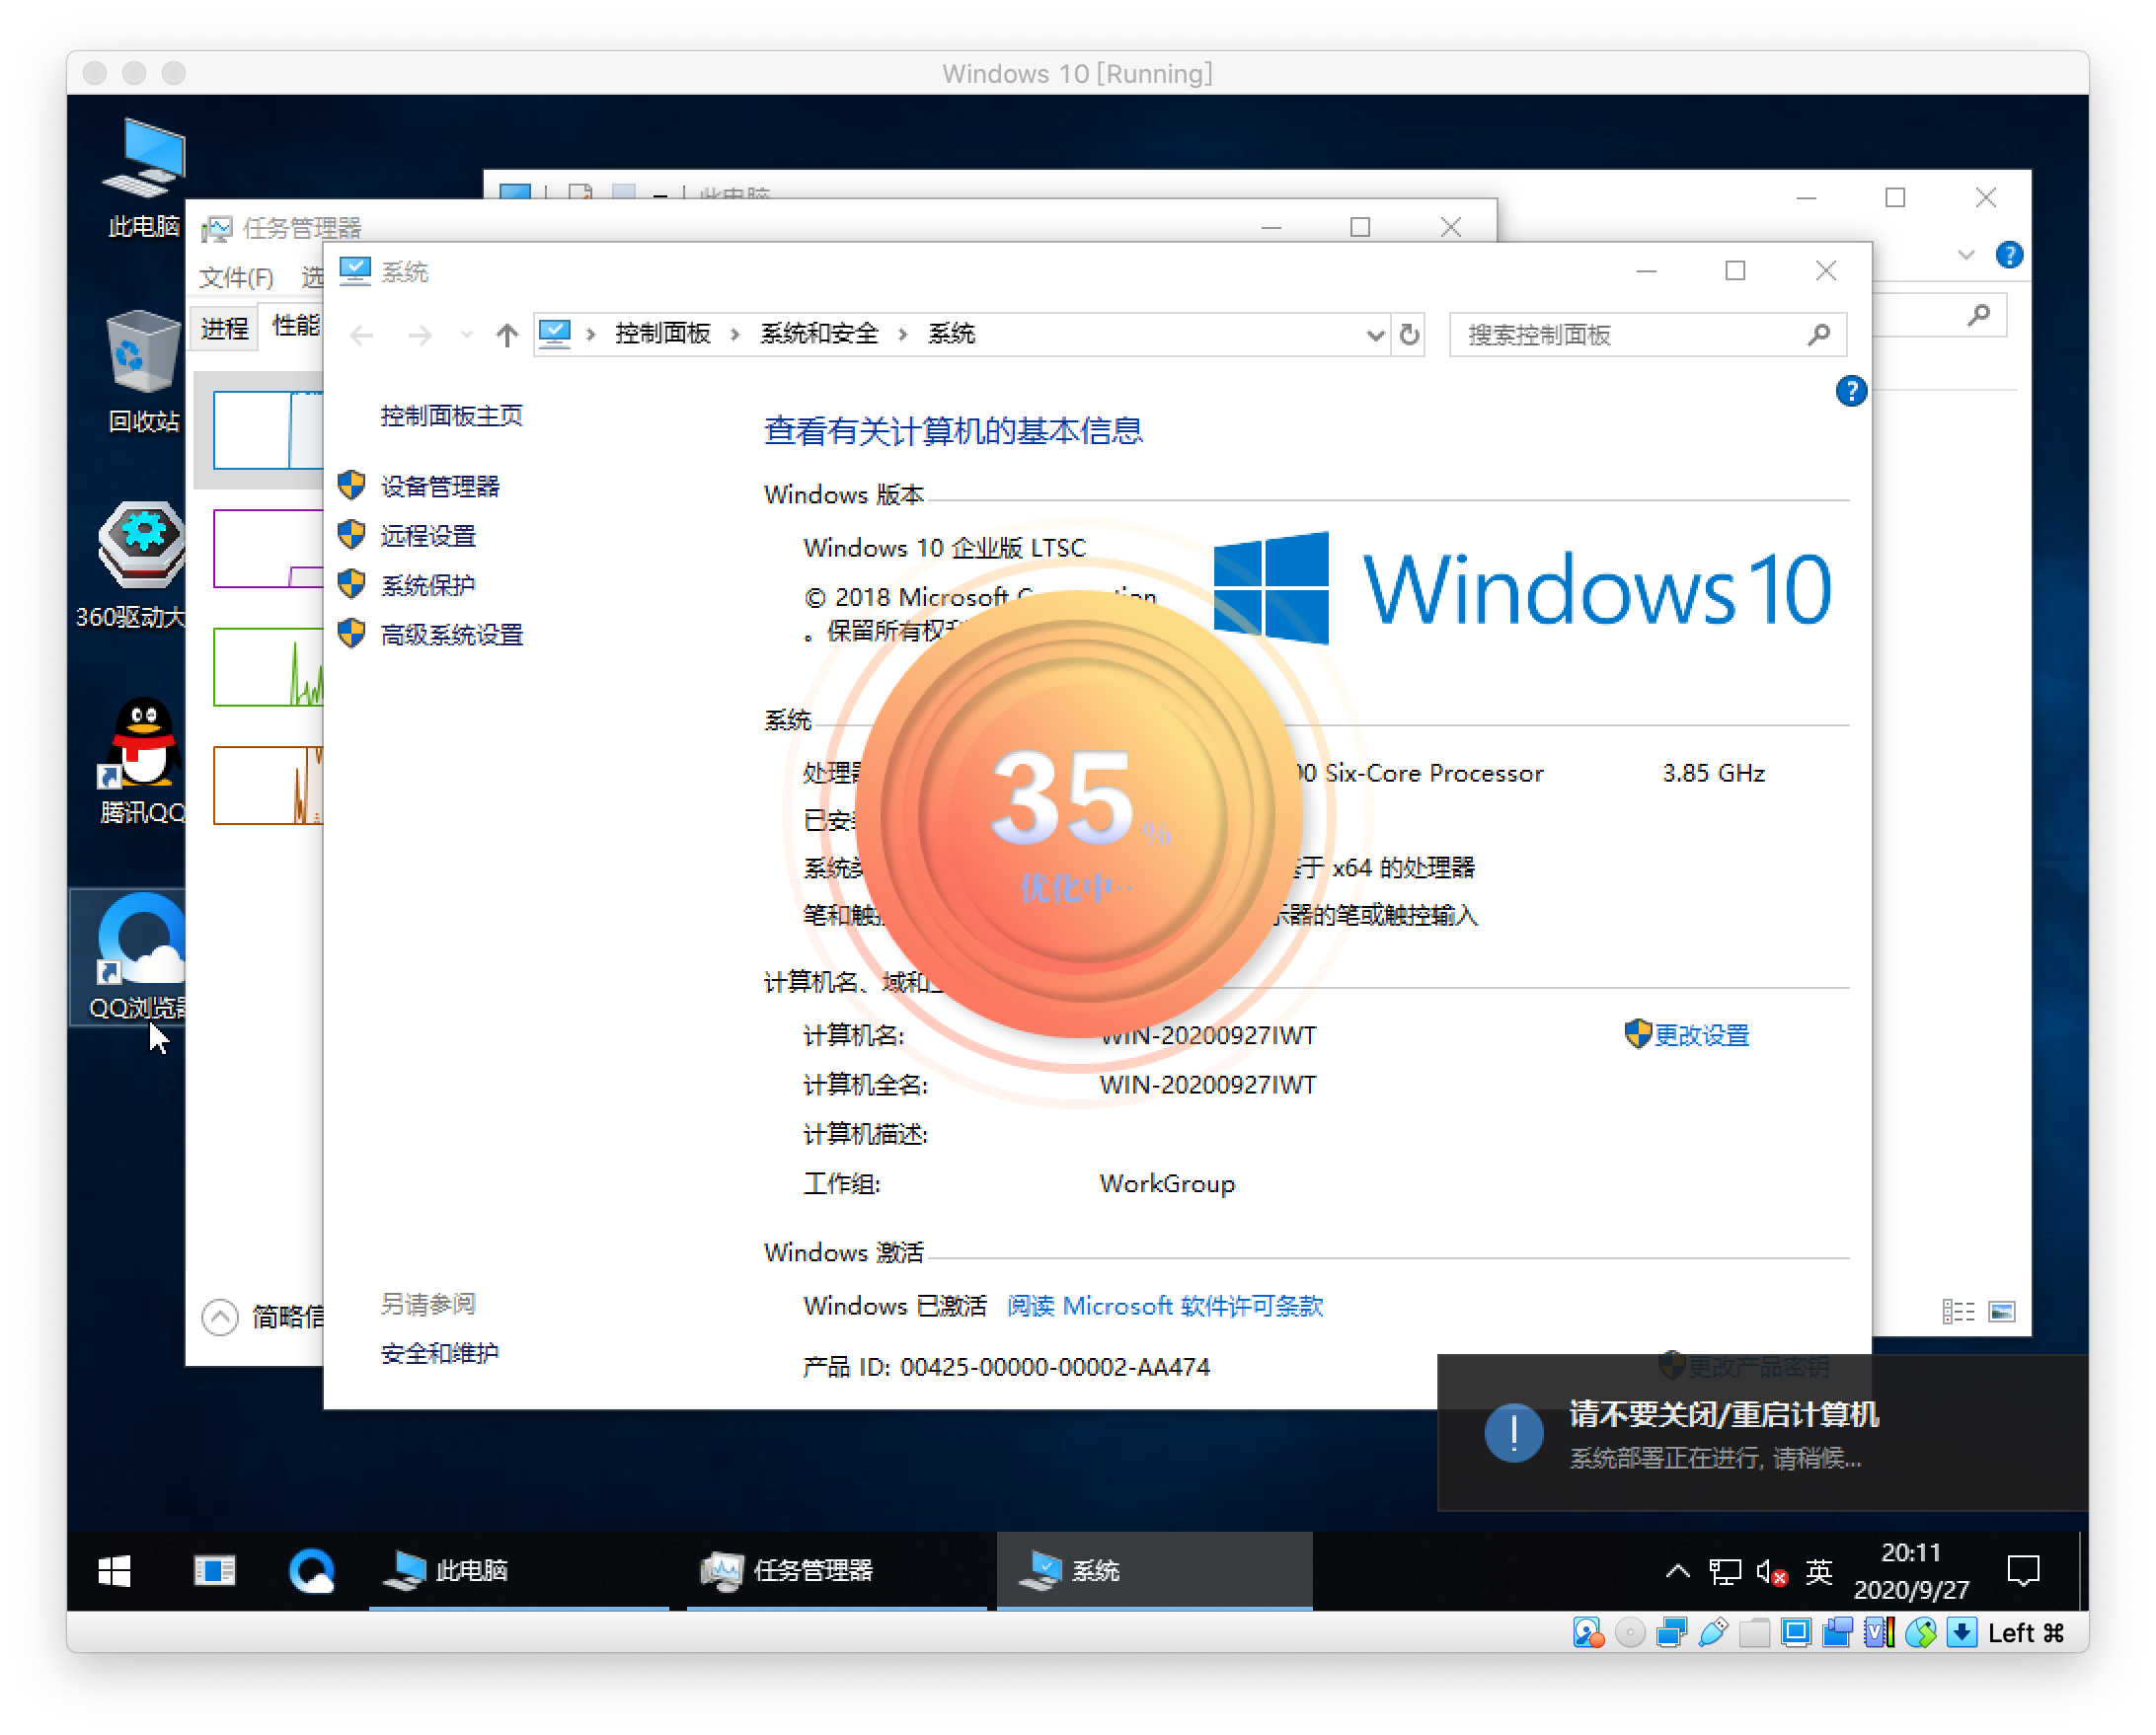 Windows 10 [Running]
此电脑
回收站
360驱动大
腾讯QQ
QQ浏览器
此电脑
任务管理器
文件(F) 选
进程 性能
简略信
系统
控制面板 › 系统和安全 › 系统
搜索控制面板
控制面板主页
设备管理器
远程设置
系统保护
高级系统设置
另请参阅
安全和维护
查看有关计算机的基本信息
Windows 版本
Windows 10 企业版 LTSC
© 2018 Microsoft Corporation
。保留所有权利
Windows 10
系统
处理器 00 Six-Core Processor 3.85 GHz
已安装
系统类 基于 x64 的处理器
笔和触控 示器的笔或触控输入
35%
优化中··
计算机名、域和工
计算机名: WIN-20200927IWT
更改设置
计算机全名: WIN-20200927IWT
计算机描述:
工作组: WorkGroup
Windows 激活
Windows 已激活 阅读 Microsoft 软件许可条款
产品 ID: 00425-00000-00002-AA474
更改产品密钥
请不要关闭/重启计算机
系统部署正在进行, 请稍候...
此电脑
任务管理器
系统
英
20:11
2020/9/27
Left ⌘